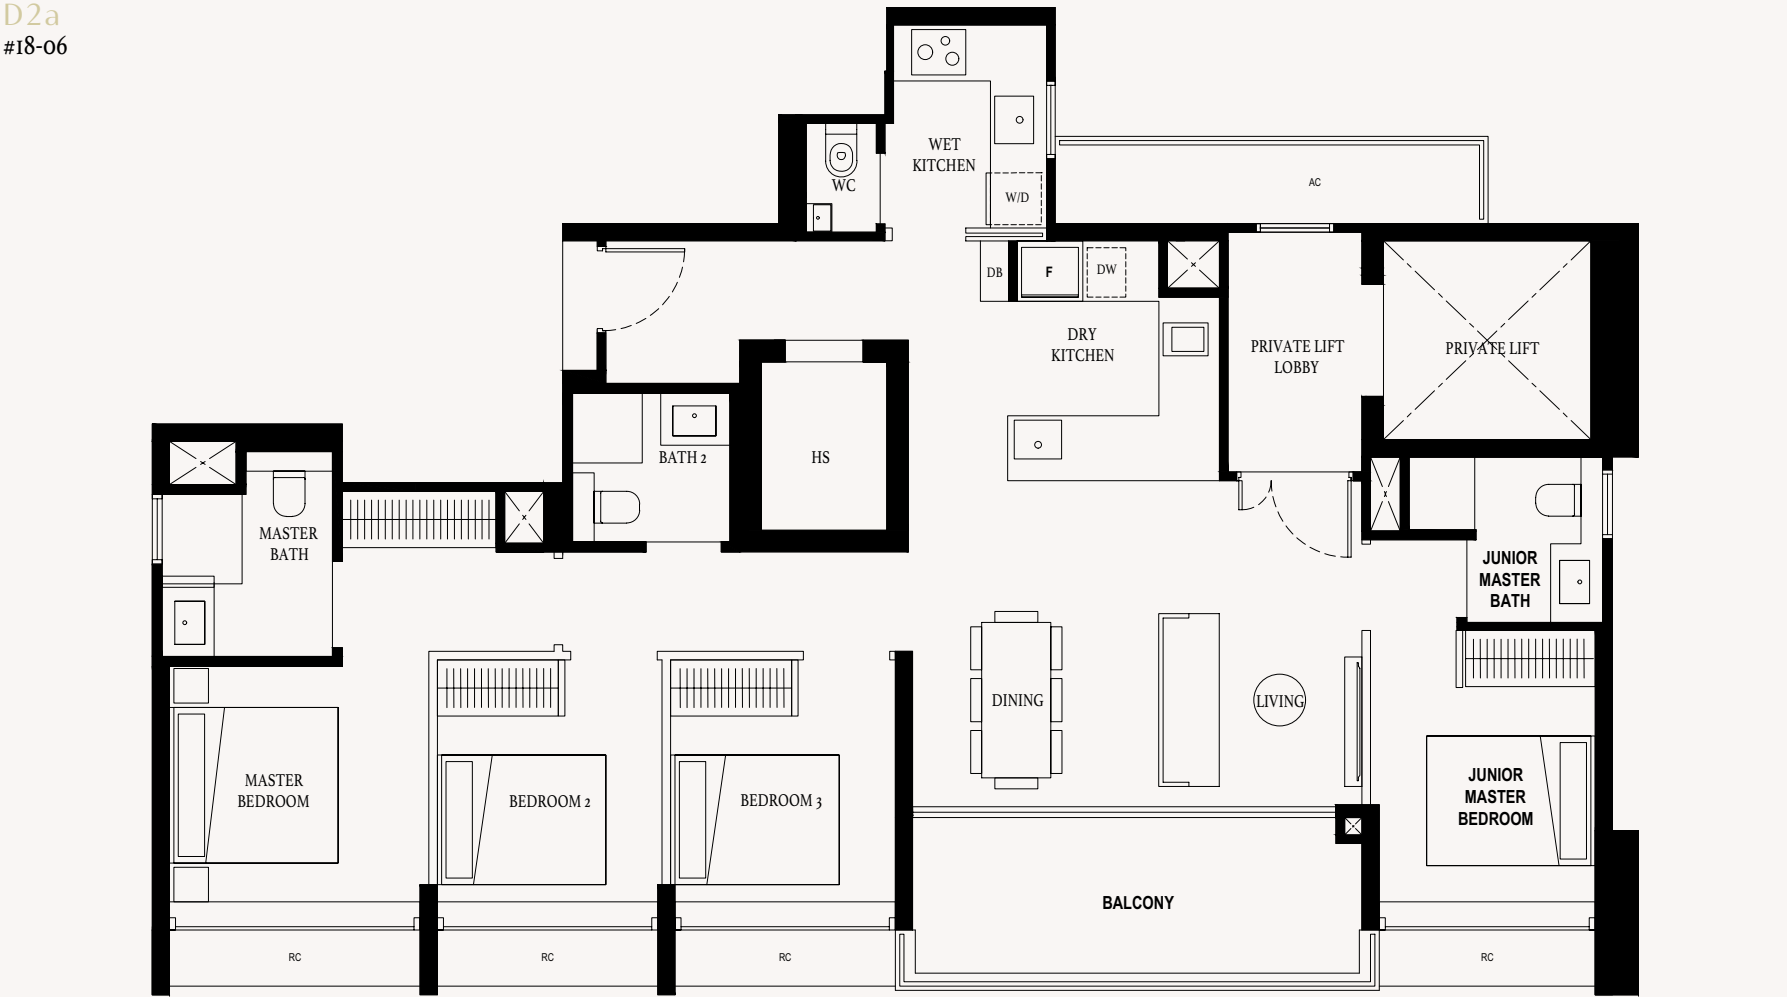 D2a
#18-06
WET
KITCHEN
WC
W/D
AC
DB
F
DW
DRY
KITCHEN
PRIVATE LIFT
LOBBY
PRIVATE LIFT
BATH 2
HS
MASTER
BATH
JUNIOR
MASTER
BATH
DINING
LIVING
MASTER
BEDROOM
BEDROOM 2
BEDROOM 3
JUNIOR
MASTER
BEDROOM
BALCONY
RC
RC
RC
RC